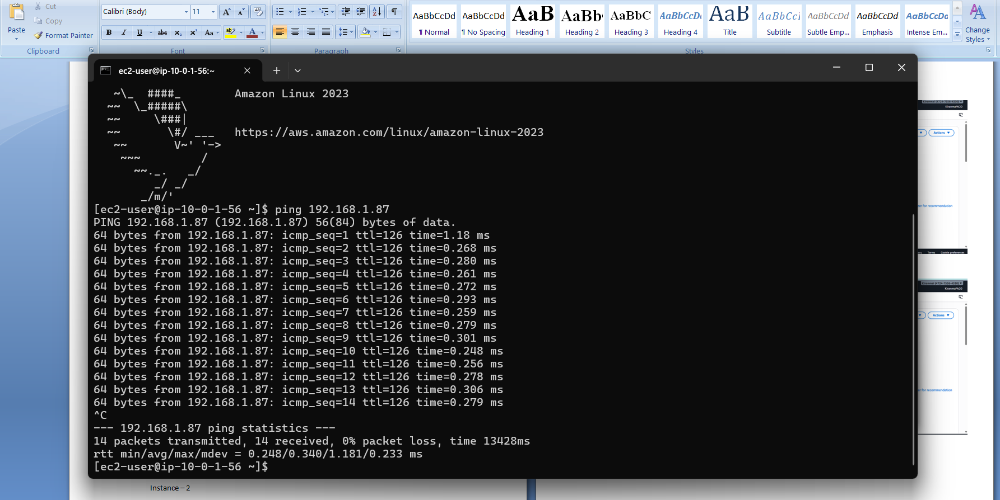 Cut
Copy
Format Painter
Paste
Clipboard
Calibri (Body)
11
Font
Paragraph
AaBbCcDd AaBbCcDd AaB AaBb( AaBbC AaBbCcDd AaB AaBbCcl AaBbCcDd AaBbCcDd AaBbCcDd
¶ Normal ¶ No Spacing Heading 1 Heading 2 Heading 3 Heading 4 Title Subtitle Subtle Emp... Emphasis Intense Em...
Styles
Change
Styles
ec2-user@ip-10-0-1-56:~
   ~\_  ####_        Amazon Linux 2023
  ~~  \_#####\
  ~~     \###|
  ~~       \#/ ___   https://aws.amazon.com/linux/amazon-linux-2023
   ~~       V~' '->
    ~~~         /
      ~~._.   _/
         _/ _/
       _/m/'
[ec2-user@ip-10-0-1-56 ~]$ ping 192.168.1.87
PING 192.168.1.87 (192.168.1.87) 56(84) bytes of data.
64 bytes from 192.168.1.87: icmp_seq=1 ttl=126 time=1.18 ms
64 bytes from 192.168.1.87: icmp_seq=2 ttl=126 time=0.268 ms
64 bytes from 192.168.1.87: icmp_seq=3 ttl=126 time=0.280 ms
64 bytes from 192.168.1.87: icmp_seq=4 ttl=126 time=0.261 ms
64 bytes from 192.168.1.87: icmp_seq=5 ttl=126 time=0.272 ms
64 bytes from 192.168.1.87: icmp_seq=6 ttl=126 time=0.293 ms
64 bytes from 192.168.1.87: icmp_seq=7 ttl=126 time=0.259 ms
64 bytes from 192.168.1.87: icmp_seq=8 ttl=126 time=0.279 ms
64 bytes from 192.168.1.87: icmp_seq=9 ttl=126 time=0.301 ms
64 bytes from 192.168.1.87: icmp_seq=10 ttl=126 time=0.248 ms
64 bytes from 192.168.1.87: icmp_seq=11 ttl=126 time=0.256 ms
64 bytes from 192.168.1.87: icmp_seq=12 ttl=126 time=0.278 ms
64 bytes from 192.168.1.87: icmp_seq=13 ttl=126 time=0.306 ms
64 bytes from 192.168.1.87: icmp_seq=14 ttl=126 time=0.279 ms
^C
--- 192.168.1.87 ping statistics ---
14 packets transmitted, 14 received, 0% packet loss, time 13428ms
rtt min/avg/max/mdev = 0.248/0.340/1.181/0.233 ms
[ec2-user@ip-10-0-1-56 ~]$
Kiranmai%20
Actions
for recommendation
Terms Cookie preferences
Kiranmai%20
Actions
for recommendation
Instance – 2